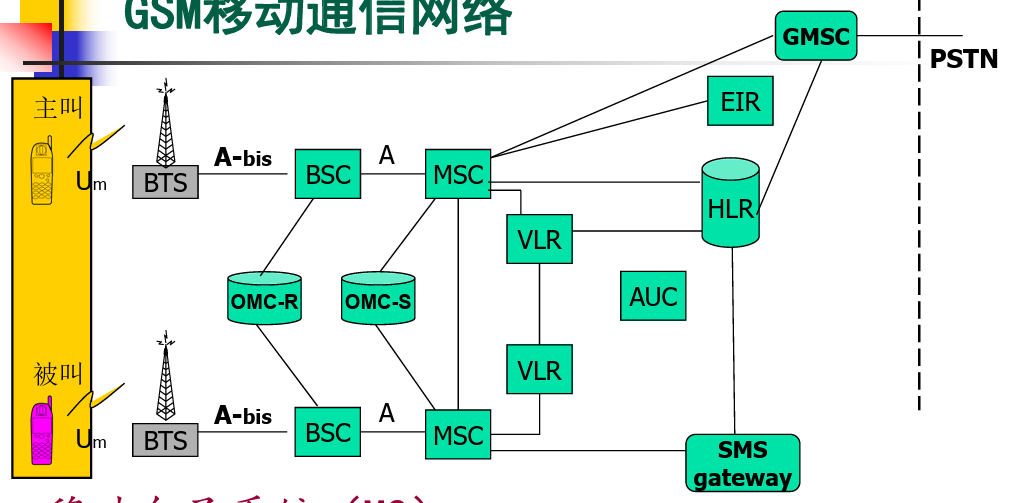 GSM移动通信网络
GMSC
PSTN
EIR
主叫
Um
BTS
A-bis
BSC
A
MSC
HLR
VLR
OMC-R
OMC-S
AUC
VLR
被叫
Um
BTS
A-bis
BSC
A
MSC
SMS
gateway